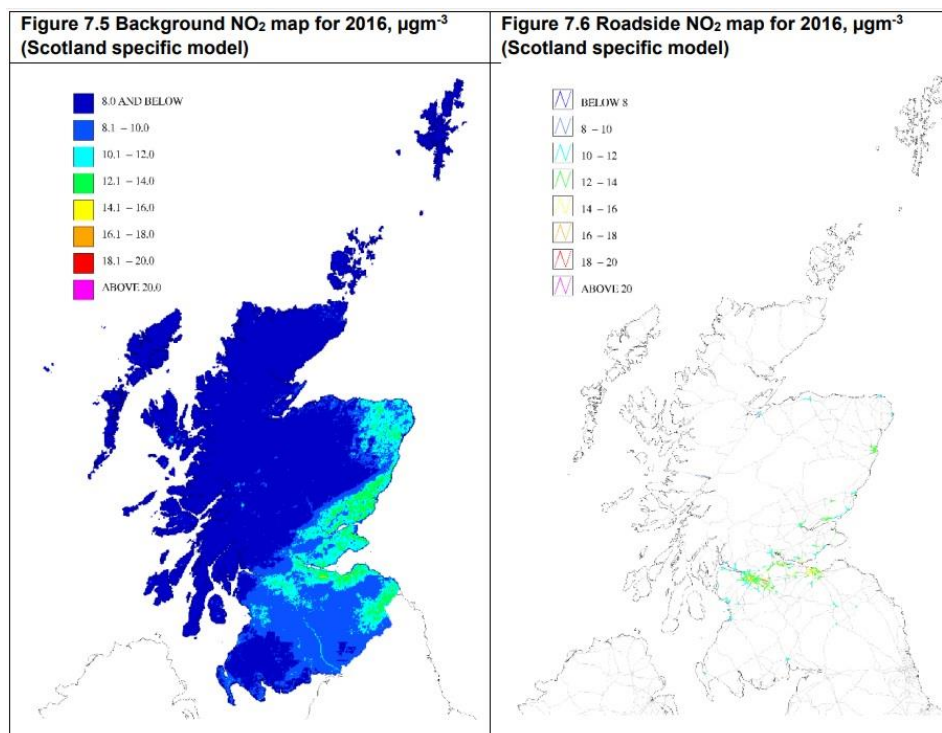 Figure 7.5 Background NO₂ map for 2016, µgm⁻³
(Scotland specific model)
8.0 AND BELOW
8.1 – 10.0
10.1 – 12.0
12.1 – 14.0
14.1 – 16.0
16.1 – 18.0
18.1 – 20.0
ABOVE 20.0
Figure 7.6 Roadside NO₂ map for 2016, µgm⁻³
(Scotland specific model)
BELOW 8
8 – 10
10 – 12
12 – 14
14 – 16
16 – 18
18 – 20
ABOVE 20